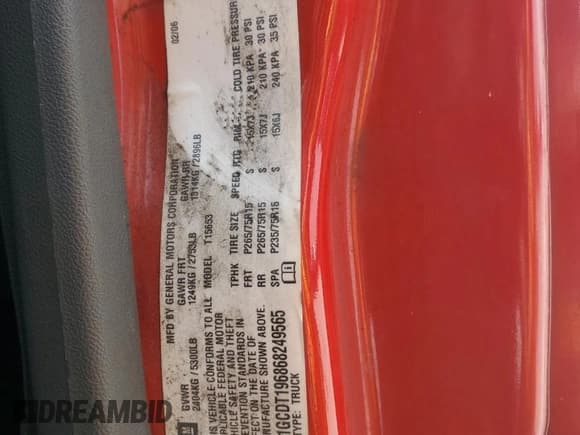 GM
MFD BY GENERAL MOTORS CORPORATION 02/06
GVWR GAWR FRT GAWR RR
2404KG / 5300LB 1249KG / 2753LB 1314KG / 2896LB
THIS VEHICLE CONFORMS TO ALL MODEL T15653
APPLICABLE FEDERAL MOTOR
VEHICLE SAFETY AND THEFT
PREVENTION STANDARDS IN
EFFECT ON THE DATE OF
MANUFACTURE SHOWN ABOVE.
1GCDT196868249565
TYPE: TRUCK
TPHK TIRE SIZE SPEED RTG RIM COLD TIRE PRESSURE
FRT P265/75R15 S 15X7J 210 KPA 30 PSI
RR P265/75R15 S 15X7J 210 KPA 30 PSI
SPA P235/75R15 S 15X6J 240 KPA 35 PSI
DREAMBID